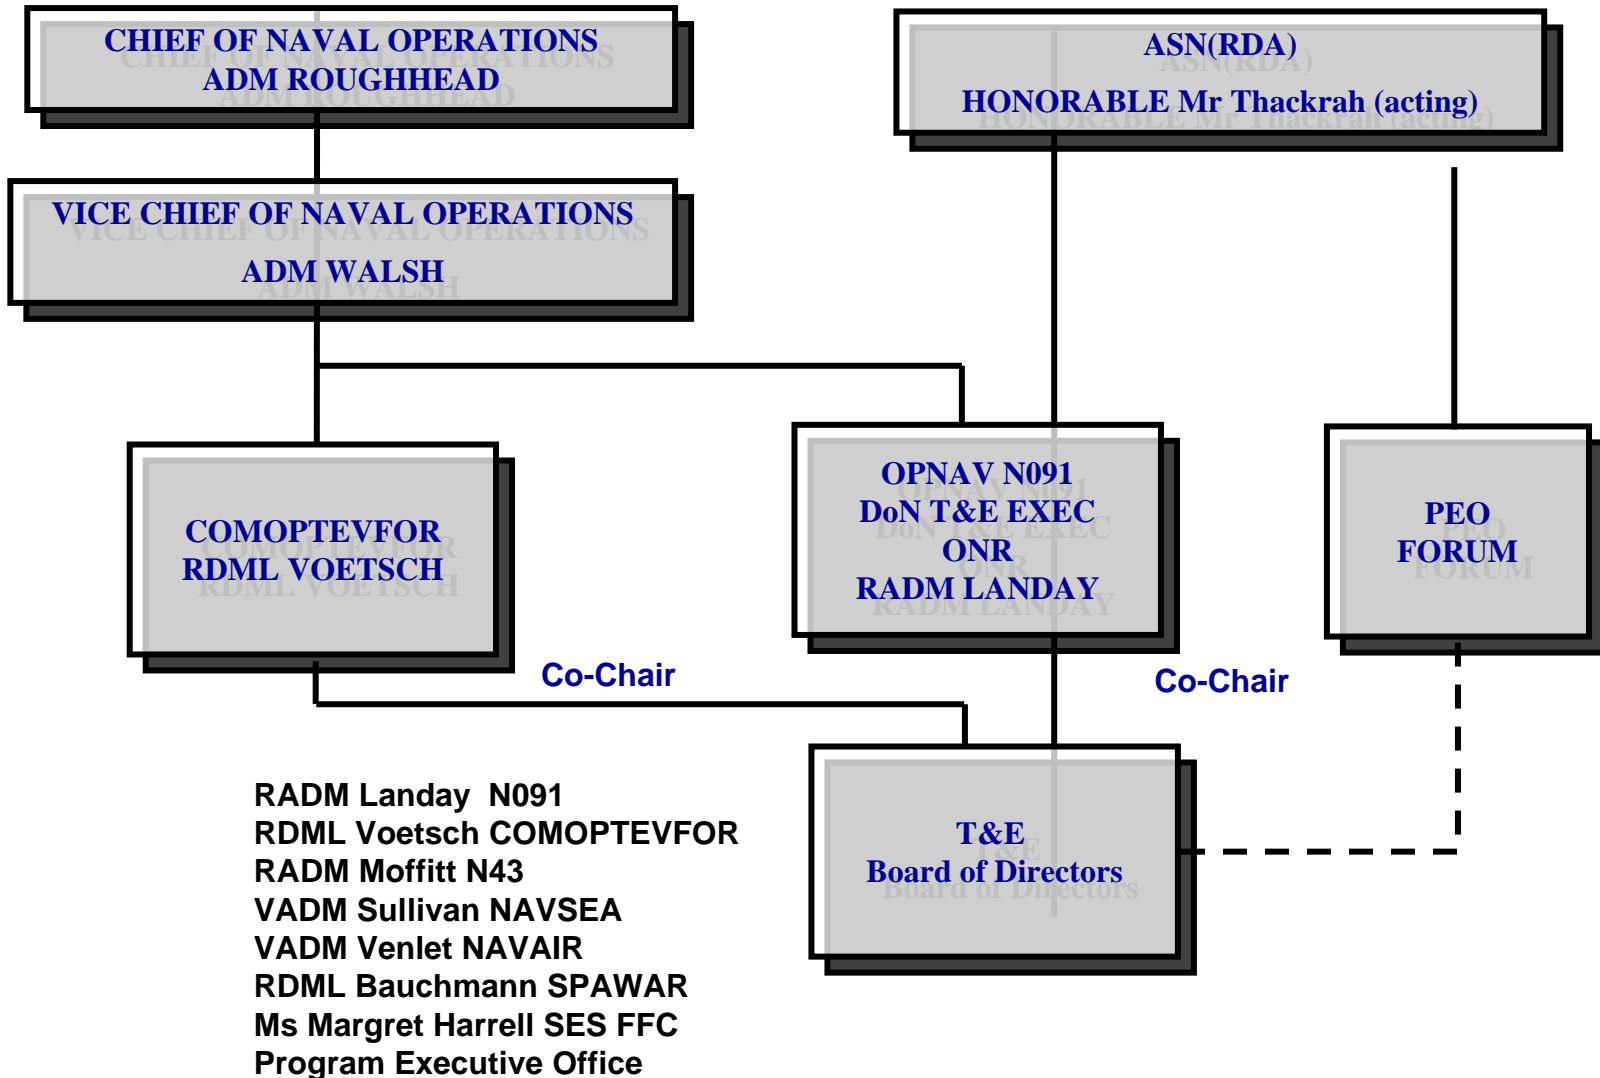 CHIEF OF NAVAL OPERATIONS
ADM ROUGHHEAD
ASN(RDA)
HONORABLE Mr Thackrah (acting)
VICE CHIEF OF NAVAL OPERATIONS
ADM WALSH
COMOPTEVFOR
RDML VOETSCH
OPNAV N091
DoN T&E EXEC
ONR
RADM LANDAY
PEO
FORUM
Co-Chair
Co-Chair
T&E
Board of Directors
RADM Landay  N091
RDML Voetsch COMOPTEVFOR
RADM Moffitt N43
VADM Sullivan NAVSEA
VADM Venlet NAVAIR
RDML Bauchmann SPAWAR
Ms Margret Harrell SES FFC
Program Executive Office